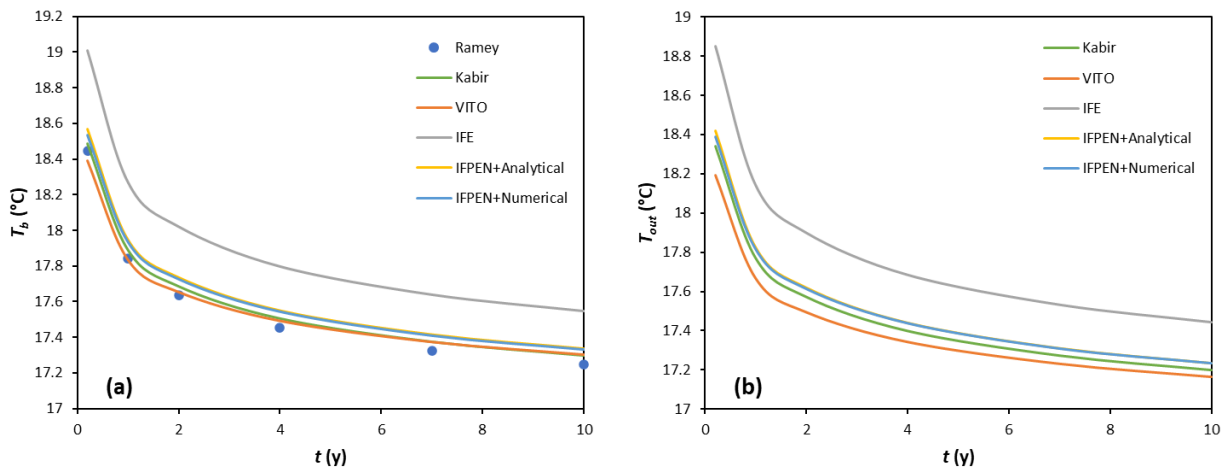 19.2
19
18.8
18.6
18.4
18.2
18
17.8
17.6
17.4
17.2
17
T_b (°C)
0
2
4
6
8
10
t (y)
(a)
Ramey
Kabir
VITO
IFE
IFPEN+Analytical
IFPEN+Numerical
19
18.8
18.6
18.4
18.2
18
17.8
17.6
17.4
17.2
17
T_out (°C)
0
2
4
6
8
10
t (y)
(b)
Kabir
VITO
IFE
IFPEN+Analytical
IFPEN+Numerical